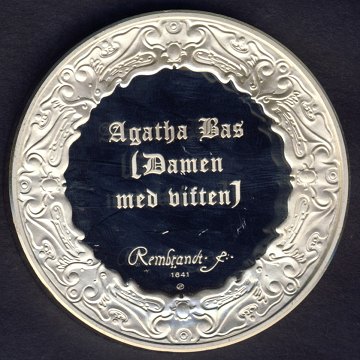 Agatha Bas
(Damen
med viften)
Rembrandt. f.
1641